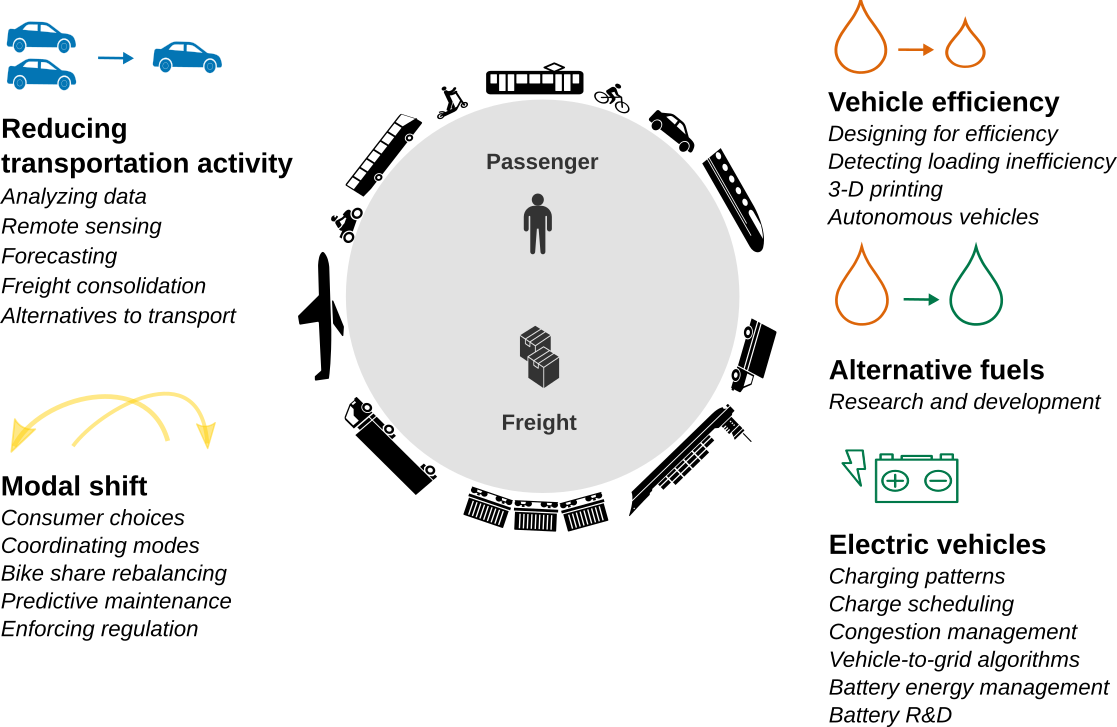 Reducing
transportation activity
Analyzing data
Remote sensing
Forecasting
Freight consolidation
Alternatives to transport
Modal shift
Consumer choices
Coordinating modes
Bike share rebalancing
Predictive maintenance
Enforcing regulation
Passenger
Freight
Vehicle efficiency
Designing for efficiency
Detecting loading inefficiency
3-D printing
Autonomous vehicles
Alternative fuels
Research and development
Electric vehicles
Charging patterns
Charge scheduling
Congestion management
Vehicle-to-grid algorithms
Battery energy management
Battery R&D